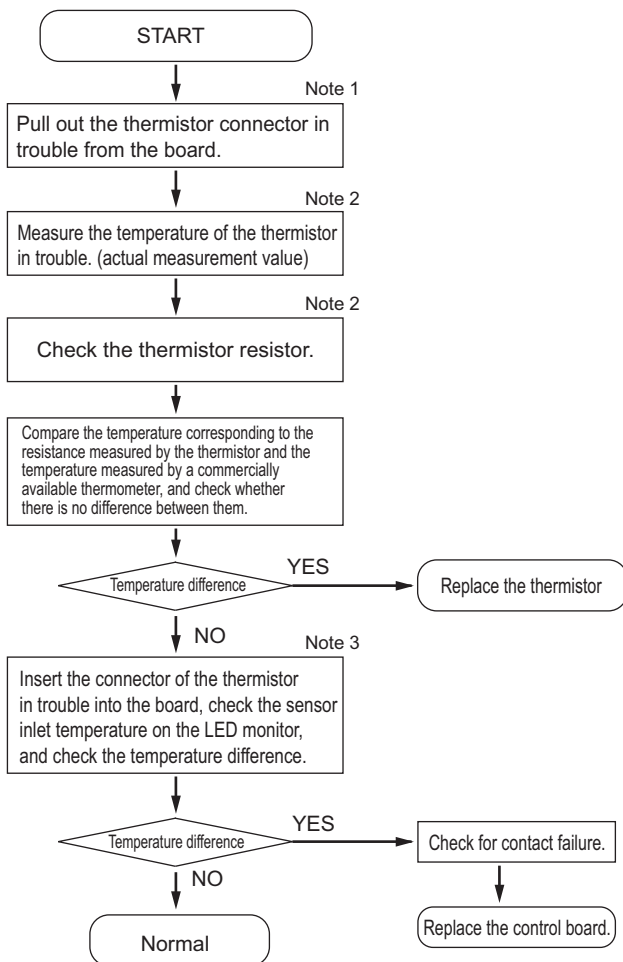 START
Note 1
Pull out the thermistor connector in
trouble from the board.
Note 2
Measure the temperature of the thermistor
in trouble. (actual measurement value)
Note 2
Check the thermistor resistor.
Compare the temperature corresponding to the
resistance measured by the thermistor and the
temperature measured by a commercially
available thermometer, and check whether
there is no difference between them.
Temperature difference
YES
Replace the thermistor
NO
Note 3
Insert the connector of the thermistor
in trouble into the board, check the sensor
inlet temperature on the LED monitor,
and check the temperature difference.
Temperature difference
YES
Check for contact failure.
NO
Replace the control board.
Normal